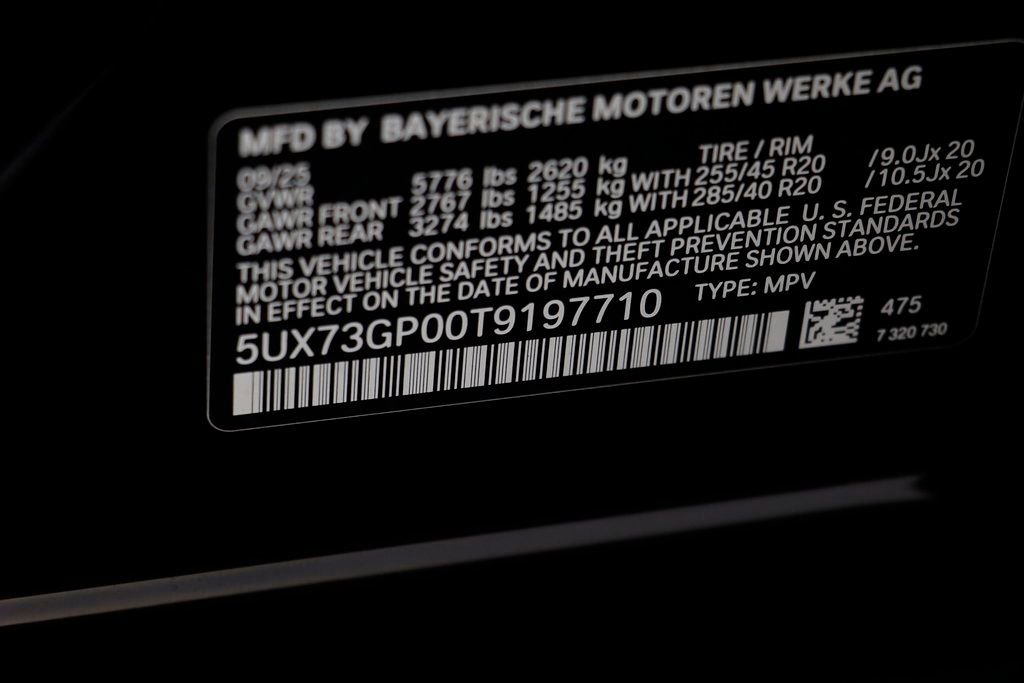 MFD BY BAYERISCHE MOTOREN WERKE AG
09/25 TIRE / RIM
GVWR 5776 lbs 2620 kg
GAWR FRONT 2767 lbs 1255 kg WITH 255/45 R20 /9.0Jx 20
GAWR REAR 3274 lbs 1485 kg WITH 285/40 R20 /10.5Jx 20
THIS VEHICLE CONFORMS TO ALL APPLICABLE U. S. FEDERAL
MOTOR VEHICLE SAFETY AND THEFT PREVENTION STANDARDS
IN EFFECT ON THE DATE OF MANUFACTURE SHOWN ABOVE.
5UX73GP00T9197710 TYPE: MPV
475
7 320 730